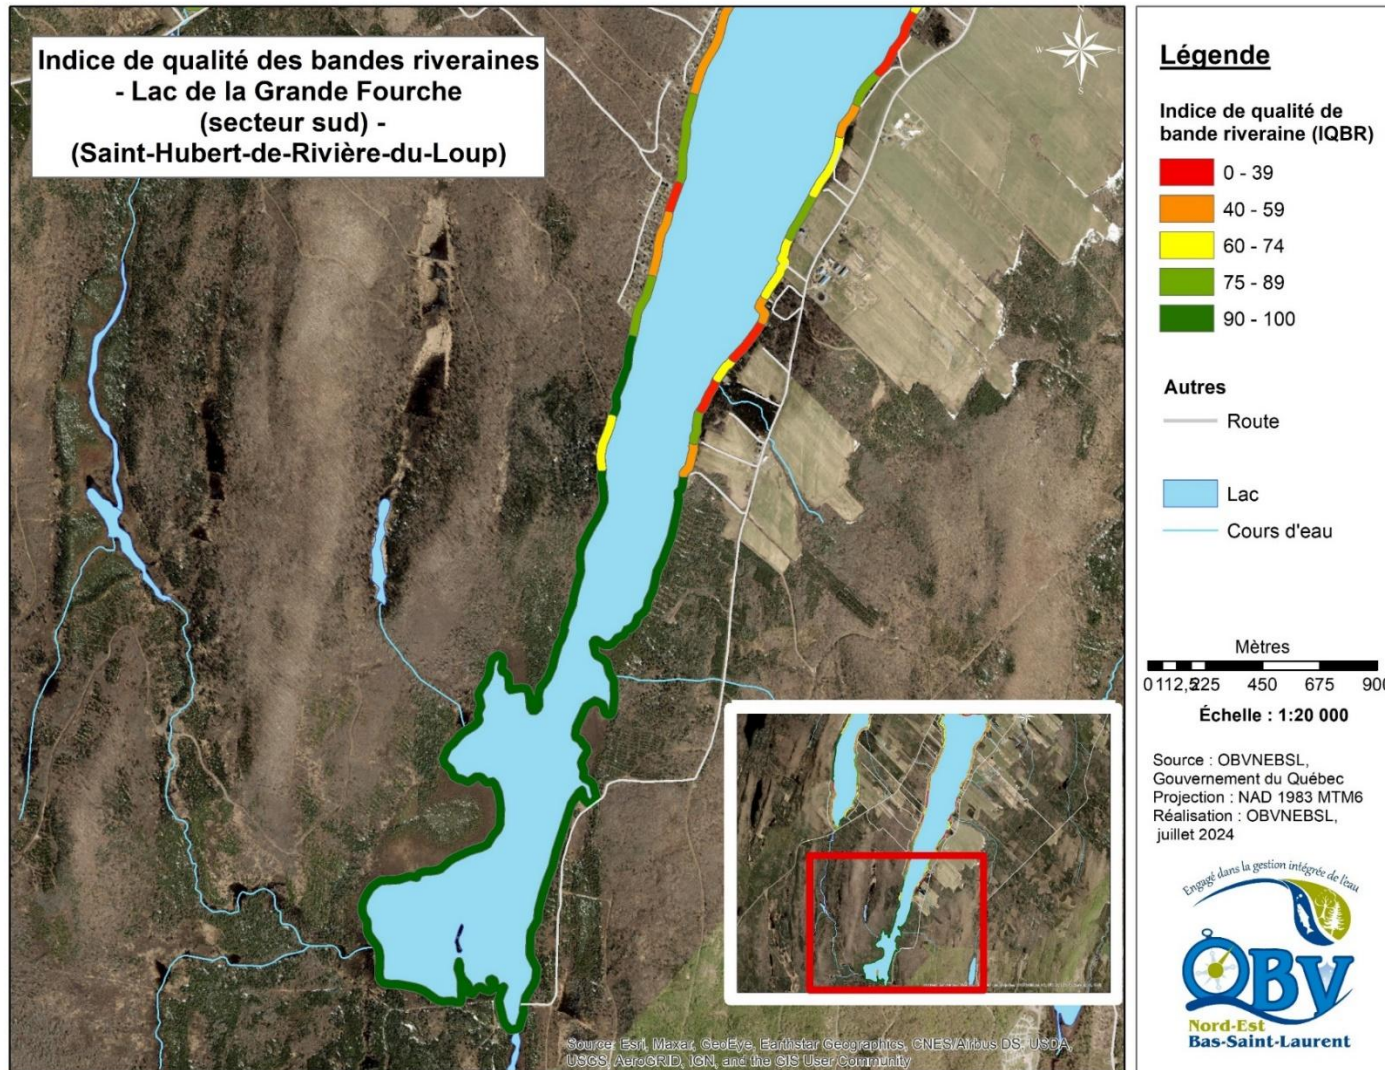 Indice de qualité des bandes riveraines
- Lac de la Grande Fourche
(secteur sud) -
(Saint-Hubert-de-Rivière-du-Loup)
N
W
E
S
Légende
Indice de qualité de
bande riveraine (IQBR)
0 - 39
40 - 59
60 - 74
75 - 89
90 - 100
Autres
Route
Lac
Cours d'eau
Mètres
0 112,5 225 450 675 900
Échelle : 1:20 000
Source : OBVNEBSL,
Gouvernement du Québec
Projection : NAD 1983 MTM6
Réalisation : OBVNEBSL,
juillet 2024
Engagé dans la gestion intégrée de l'eau
OBV
Nord-Est
Bas-Saint-Laurent
Source: Esri, Maxar, GeoEye, Earthstar Geographics, CNES/Airbus DS, USDA,
USGS, AeroGRID, IGN, and the GIS User Community